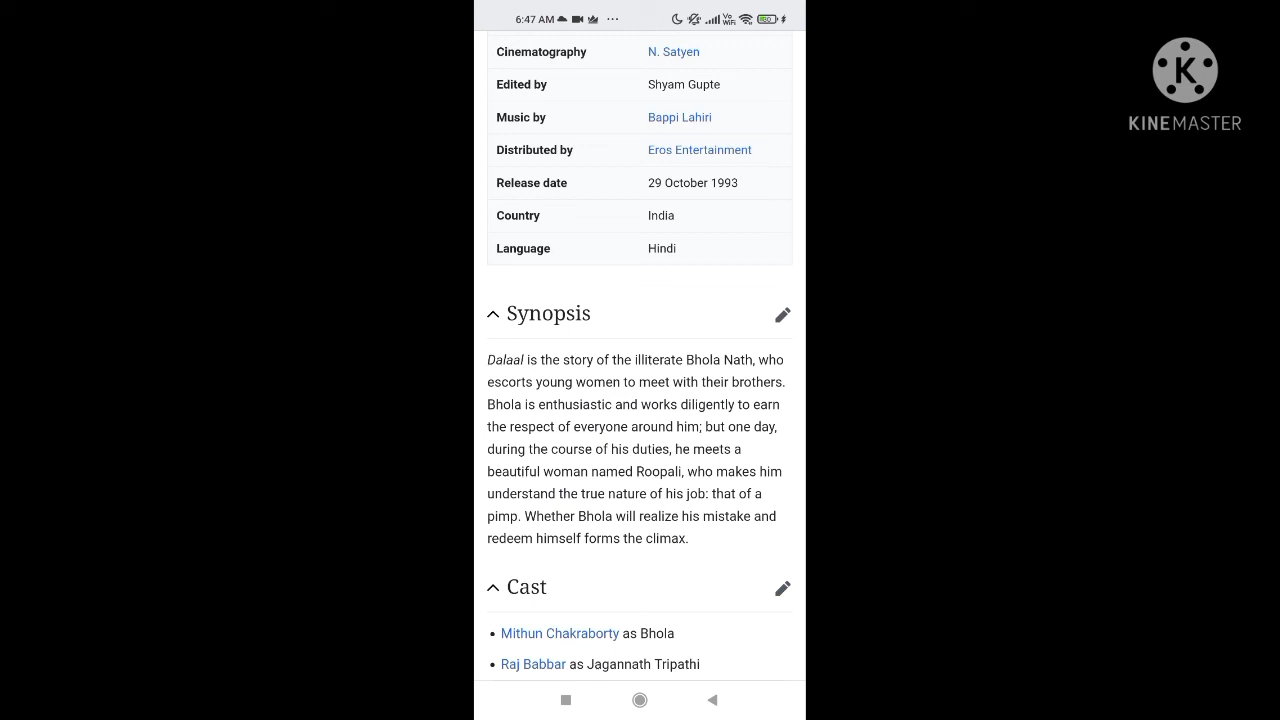 6:47 AM
Vo WiFi
80
Cinematography N. Satyen
Edited by Shyam Gupte
Music by Bappi Lahiri
Distributed by Eros Entertainment
Release date 29 October 1993
Country India
Language Hindi
Synopsis
Dalaal is the story of the illiterate Bhola Nath, who
escorts young women to meet with their brothers.
Bhola is enthusiastic and works diligently to earn
the respect of everyone around him; but one day,
during the course of his duties, he meets a
beautiful woman named Roopali, who makes him
understand the true nature of his job: that of a
pimp. Whether Bhola will realize his mistake and
redeem himself forms the climax.
Cast
• Mithun Chakraborty as Bhola
• Raj Babbar as Jagannath Tripathi
K
KINEMASTER